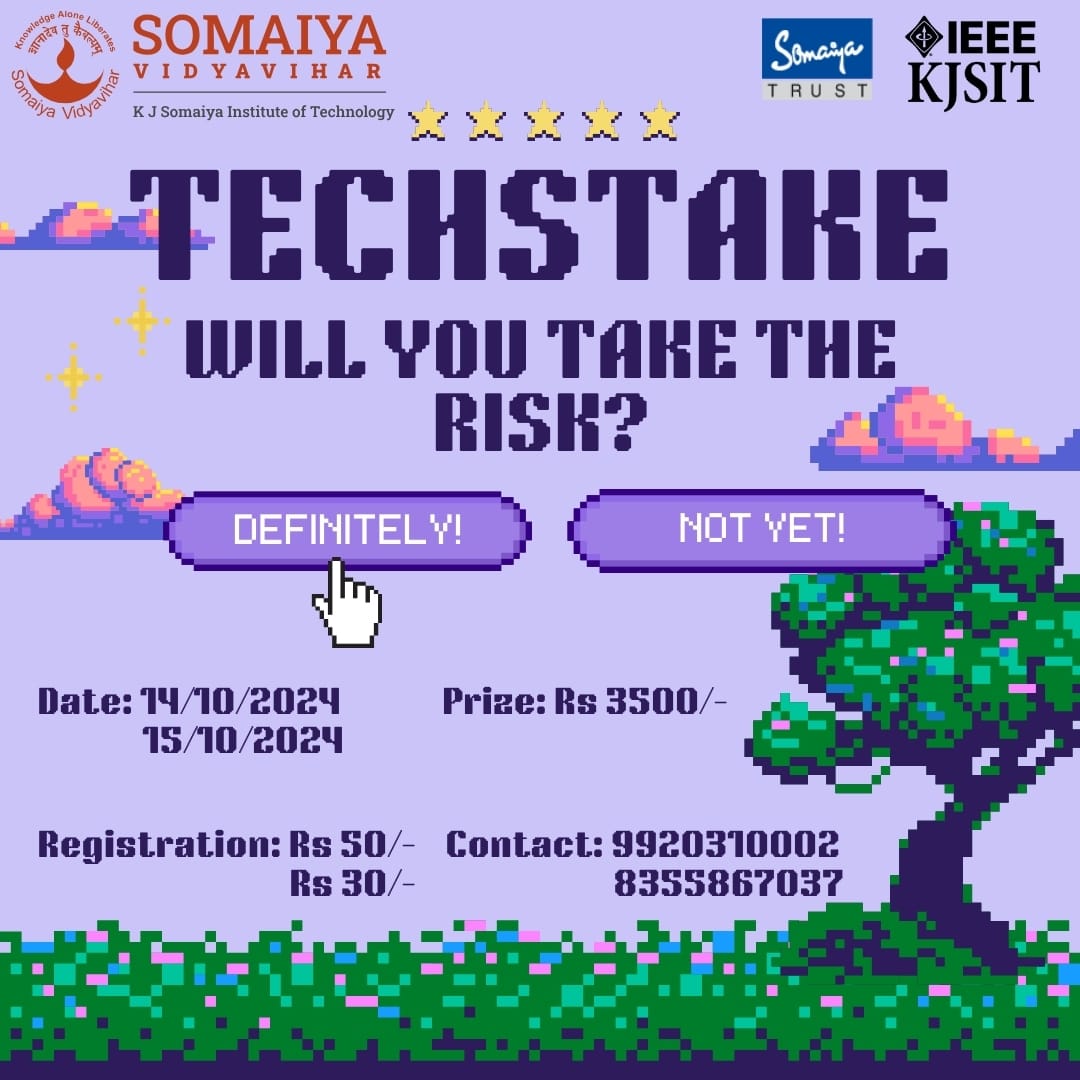 Knowledge Alone Liberates
ज्ञानादेव तु कैवल्यम्
Somaiya Vidyavihar
SOMAIYA
VIDYAVIHAR
K J Somaiya Institute of Technology
Somaiya
TRUST
IEEE
KJSIT
TECHSTAKE
WILL YOU TAKE THE
RISK?
DEFINITELY!
NOT YET!
Date: 14/10/2024
15/10/2024
Prize: Rs 3500/-
Registration: Rs 50/-
Rs 30/-
Contact: 9920310002
8355867037